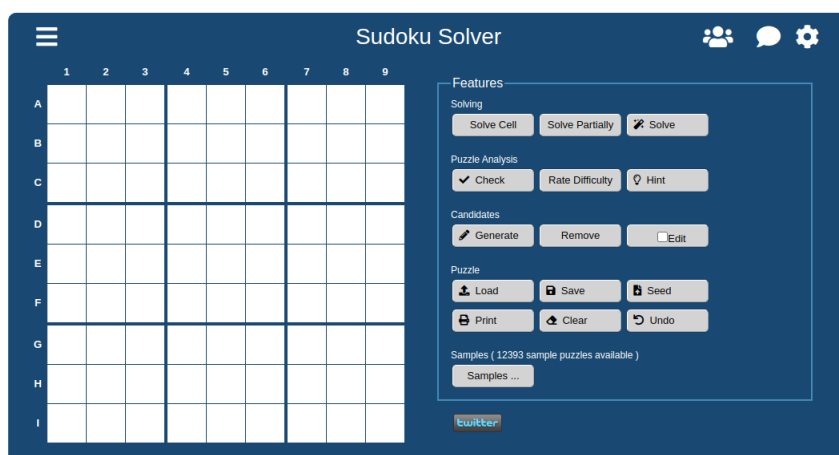 Sudoku Solver
1 2 3 4 5 6 7 8 9
A
B
C
D
E
F
G
H
I
Features
Solving
Solve Cell Solve Partially Solve
Puzzle Analysis
Check Rate Difficulty Hint
Candidates
Generate Remove Edit
Puzzle
Load Save Seed
Print Clear Undo
Samples ( 12393 sample puzzles available )
Samples ...
twitter